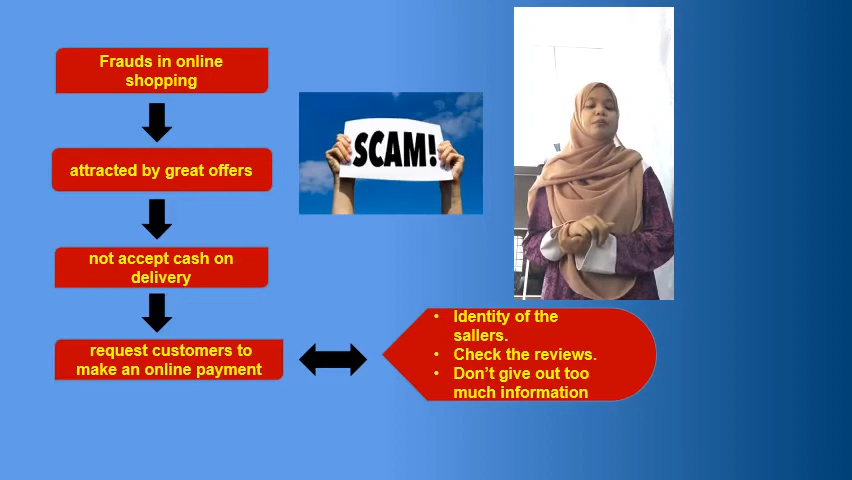 Frauds in online
shopping
attracted by great offers
not accept cash on
delivery
request customers to
make an online payment
SCAM!
• Identity of the
sallers.
• Check the reviews.
• Don't give out too
much information